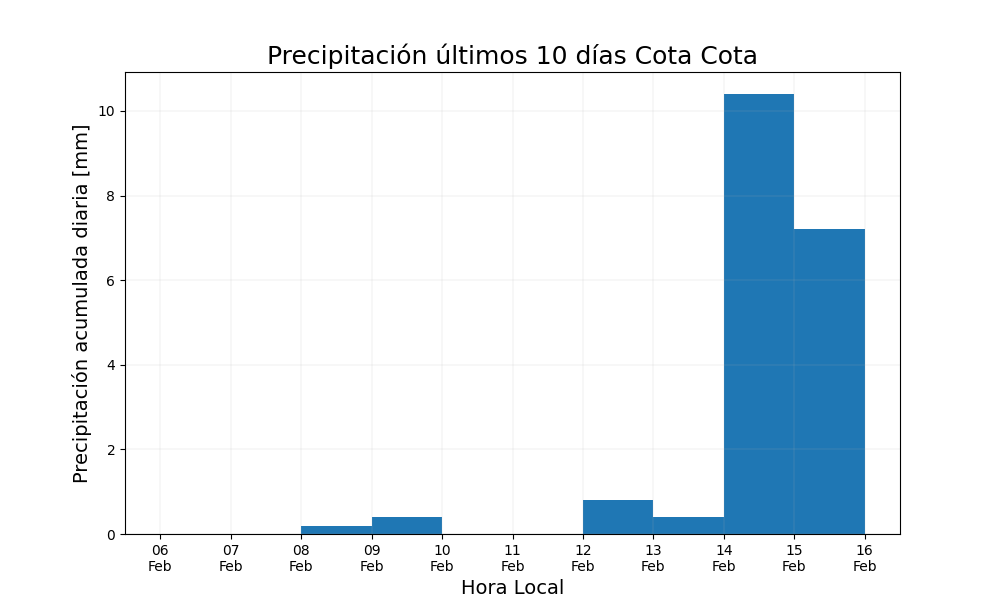 Precipitación últimos 10 días Cota Cota
Precipitación acumulada diaria [mm]
10
8
6
4
2
0
06 Feb
07 Feb
08 Feb
09 Feb
10 Feb
11 Feb
12 Feb
13 Feb
14 Feb
15 Feb
16 Feb
Hora Local